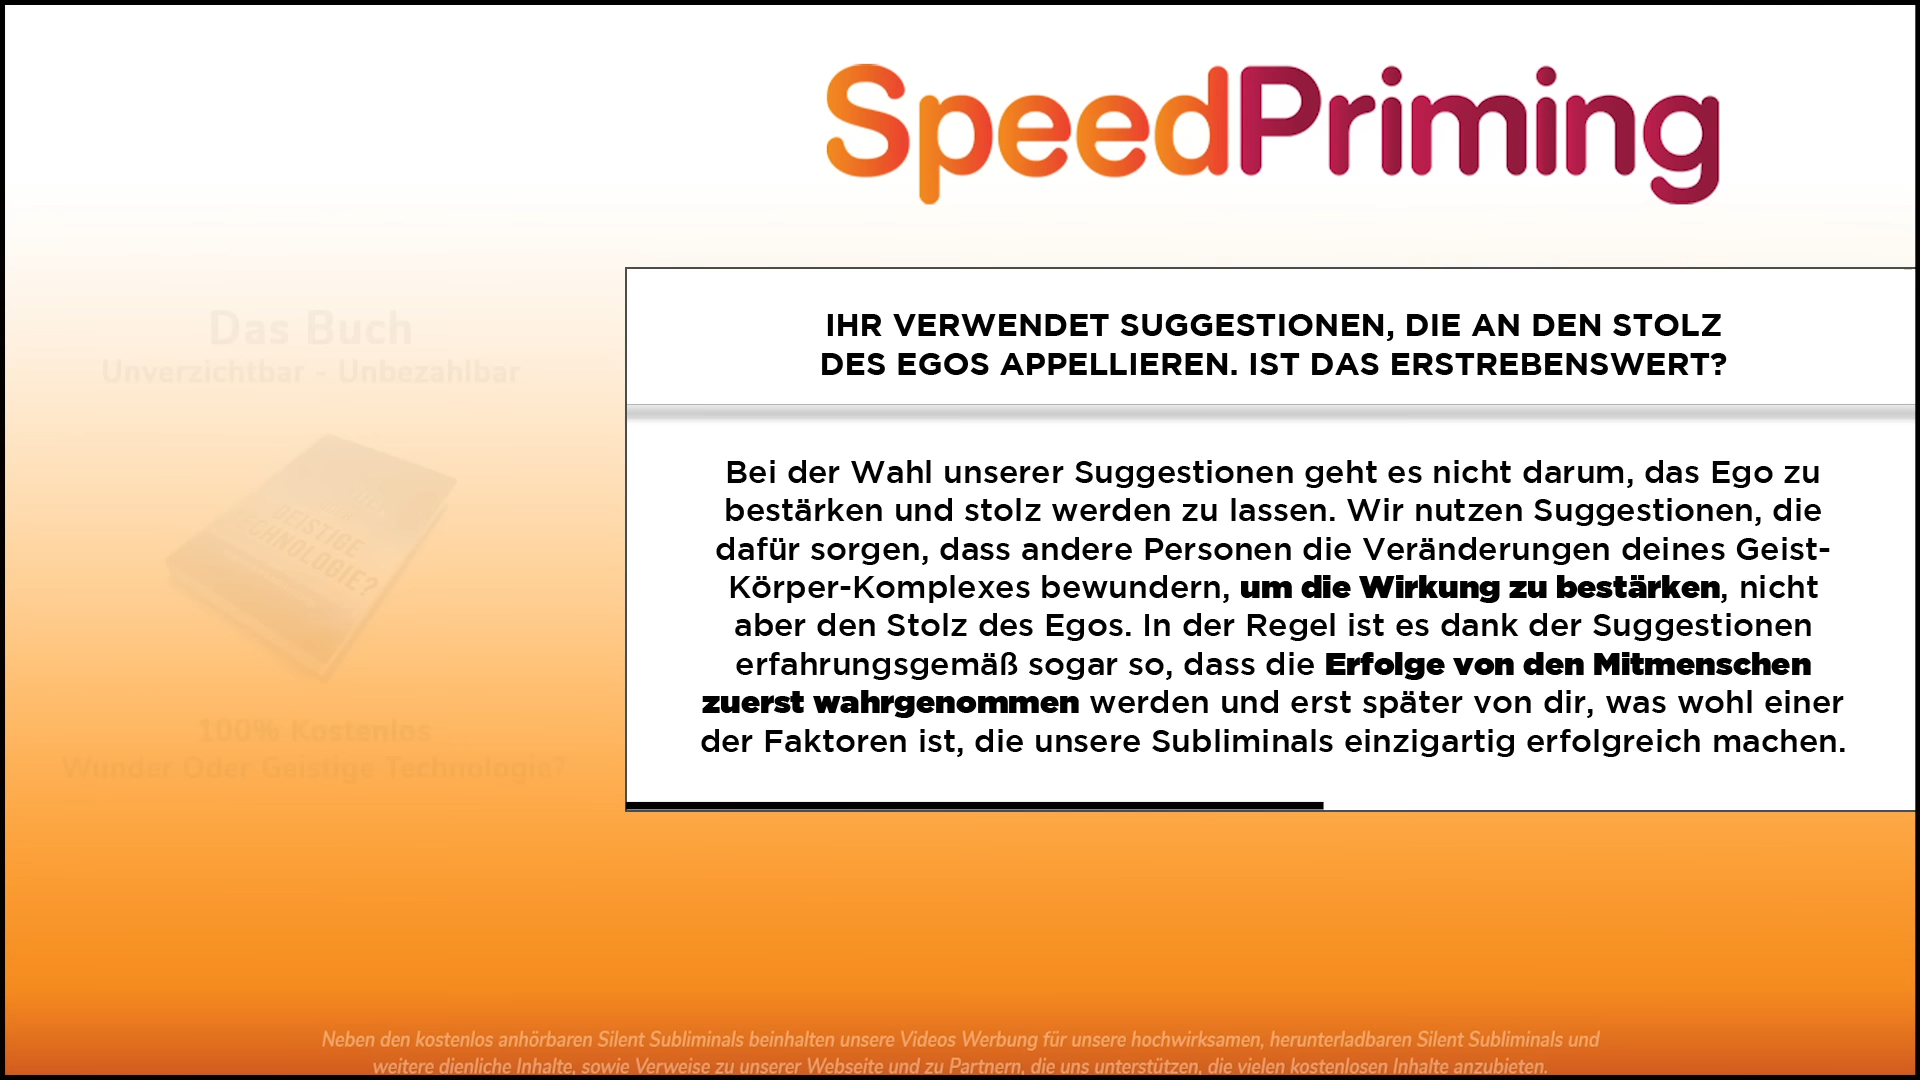 SpeedPriming
IHR VERWENDET SUGGESTIONEN, DIE AN DEN STOLZ
DES EGOS APPELLIEREN. IST DAS ERSTREBENSWERT?
Bei der Wahl unserer Suggestionen geht es nicht darum, das Ego zu
bestärken und stolz werden zu lassen. Wir nutzen Suggestionen, die
dafür sorgen, dass andere Personen die Veränderungen deines Geist-
Körper-Komplexes bewundern, um die Wirkung zu bestärken, nicht
aber den Stolz des Egos. In der Regel ist es dank der Suggestionen
erfahrungsgemäß sogar so, dass die Erfolge von den Mitmenschen
zuerst wahrgenommen werden und erst später von dir, was wohl einer
der Faktoren ist, die unsere Subliminals einzigartig erfolgreich machen.
Das Buch
Unverzichtbar - Unbezahlbar
GEISTIGE
TECHNOLOGIE?
100% Kostenlos
Wunder Oder Geistige Technologie?
Neben den kostenlos anhörbaren Silent Subliminals beinhalten unsere Videos Werbung für unsere hochwirksamen, herunterladbaren Silent Subliminals und
weitere dienliche Inhalte, sowie Verweise zu unserer Webseite und zu Partnern, die uns unterstützen, die vielen kostenlosen Inhalte anzubieten.